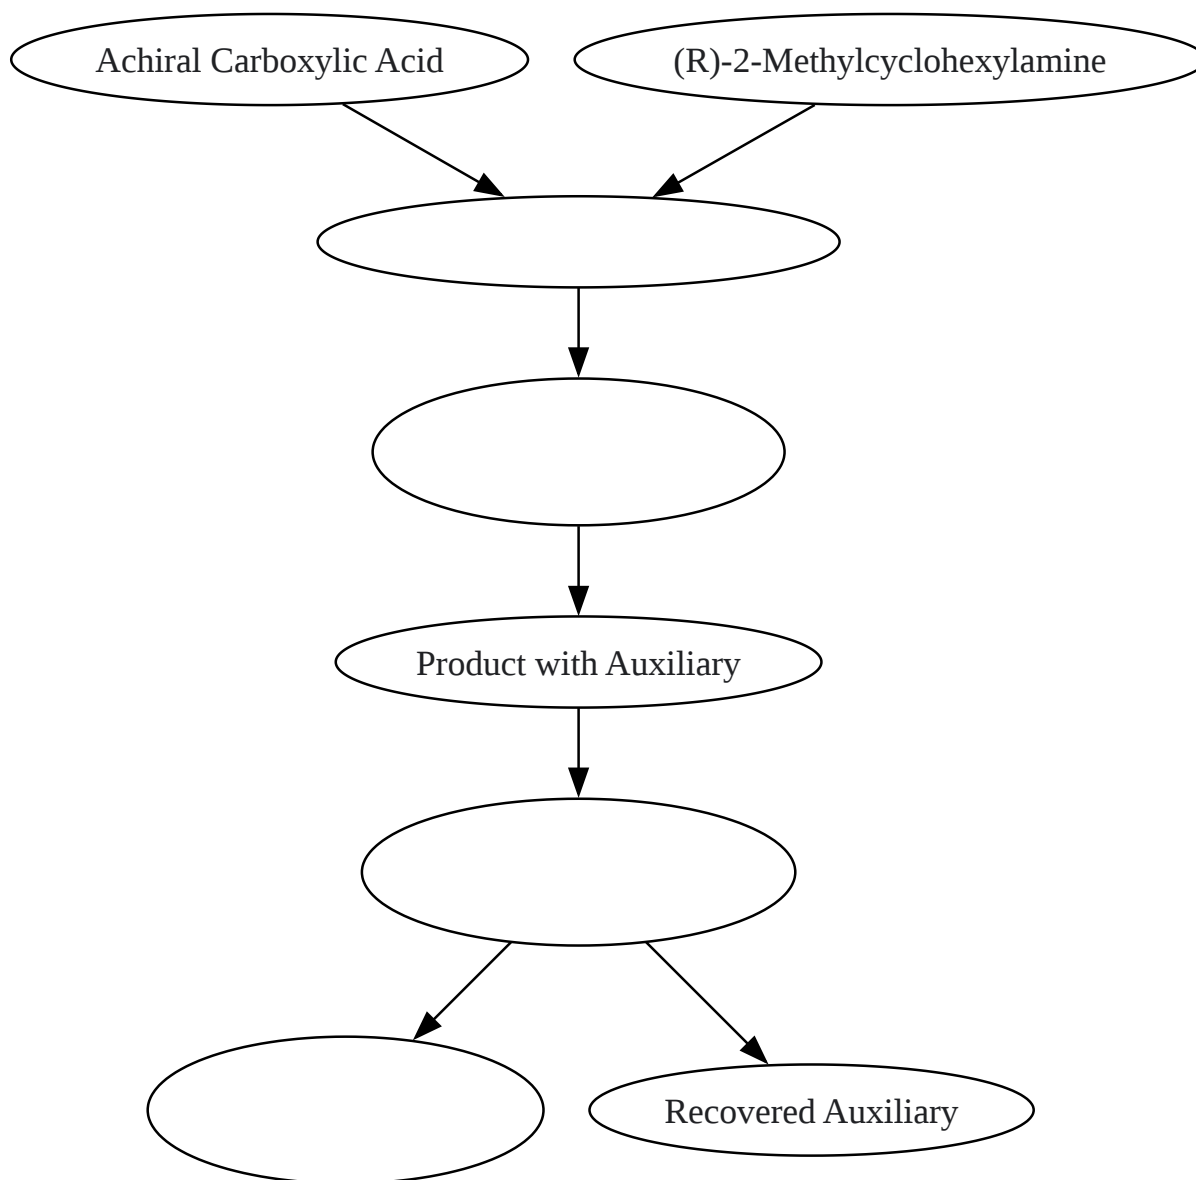 Achiral Carboxylic Acid
(R)-2-Methylcyclohexylamine
Product with Auxiliary
Recovered Auxiliary